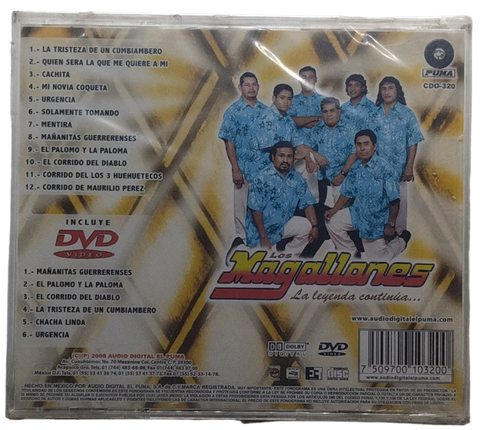 1.- LA TRISTEZA DE UN CUMBIAMBERO
2.- QUIEN SERA LA QUE ME QUIERE A MI
3.- CACHITA
4.- MI NOVIA COQUETA
5.- URGENCIA
6.- SOLAMENTE TOMANDO
7.- MENTIRA
8.- MAÑANITAS GUERRERENSES
9.- EL PALOMO Y LA PALOMA
10.- EL CORRIDO DEL DIABLO
11.- CORRIDO DE LOS 3 HUEHUETECOS
12.- CORRIDO DE MAURILIO PEREZ
INCLUYE
DVD
VIDEO
1.- MAÑANITAS GUERRERENSES
2.- EL PALOMO Y LA PALOMA
3.- EL CORRIDO DEL DIABLO
4.- LA TRISTEZA DE UN CUMBIAMBERO
5.- CHACHA LINDA
6.- URGENCIA
PUMA
CDO-320
Los
Magallones
La leyenda continúa...
www.audiodigitalelpuma.com
DOLBY
DIGITAL
DVD
VIDEO
7 509700 103200
(C)(P) 2008 AUDIO DIGITAL EL PUMA
HECHO EN MEXICO POR AUDIO DIGITAL EL PUMA, S.A. DE C.V. MARCA REGISTRADA.